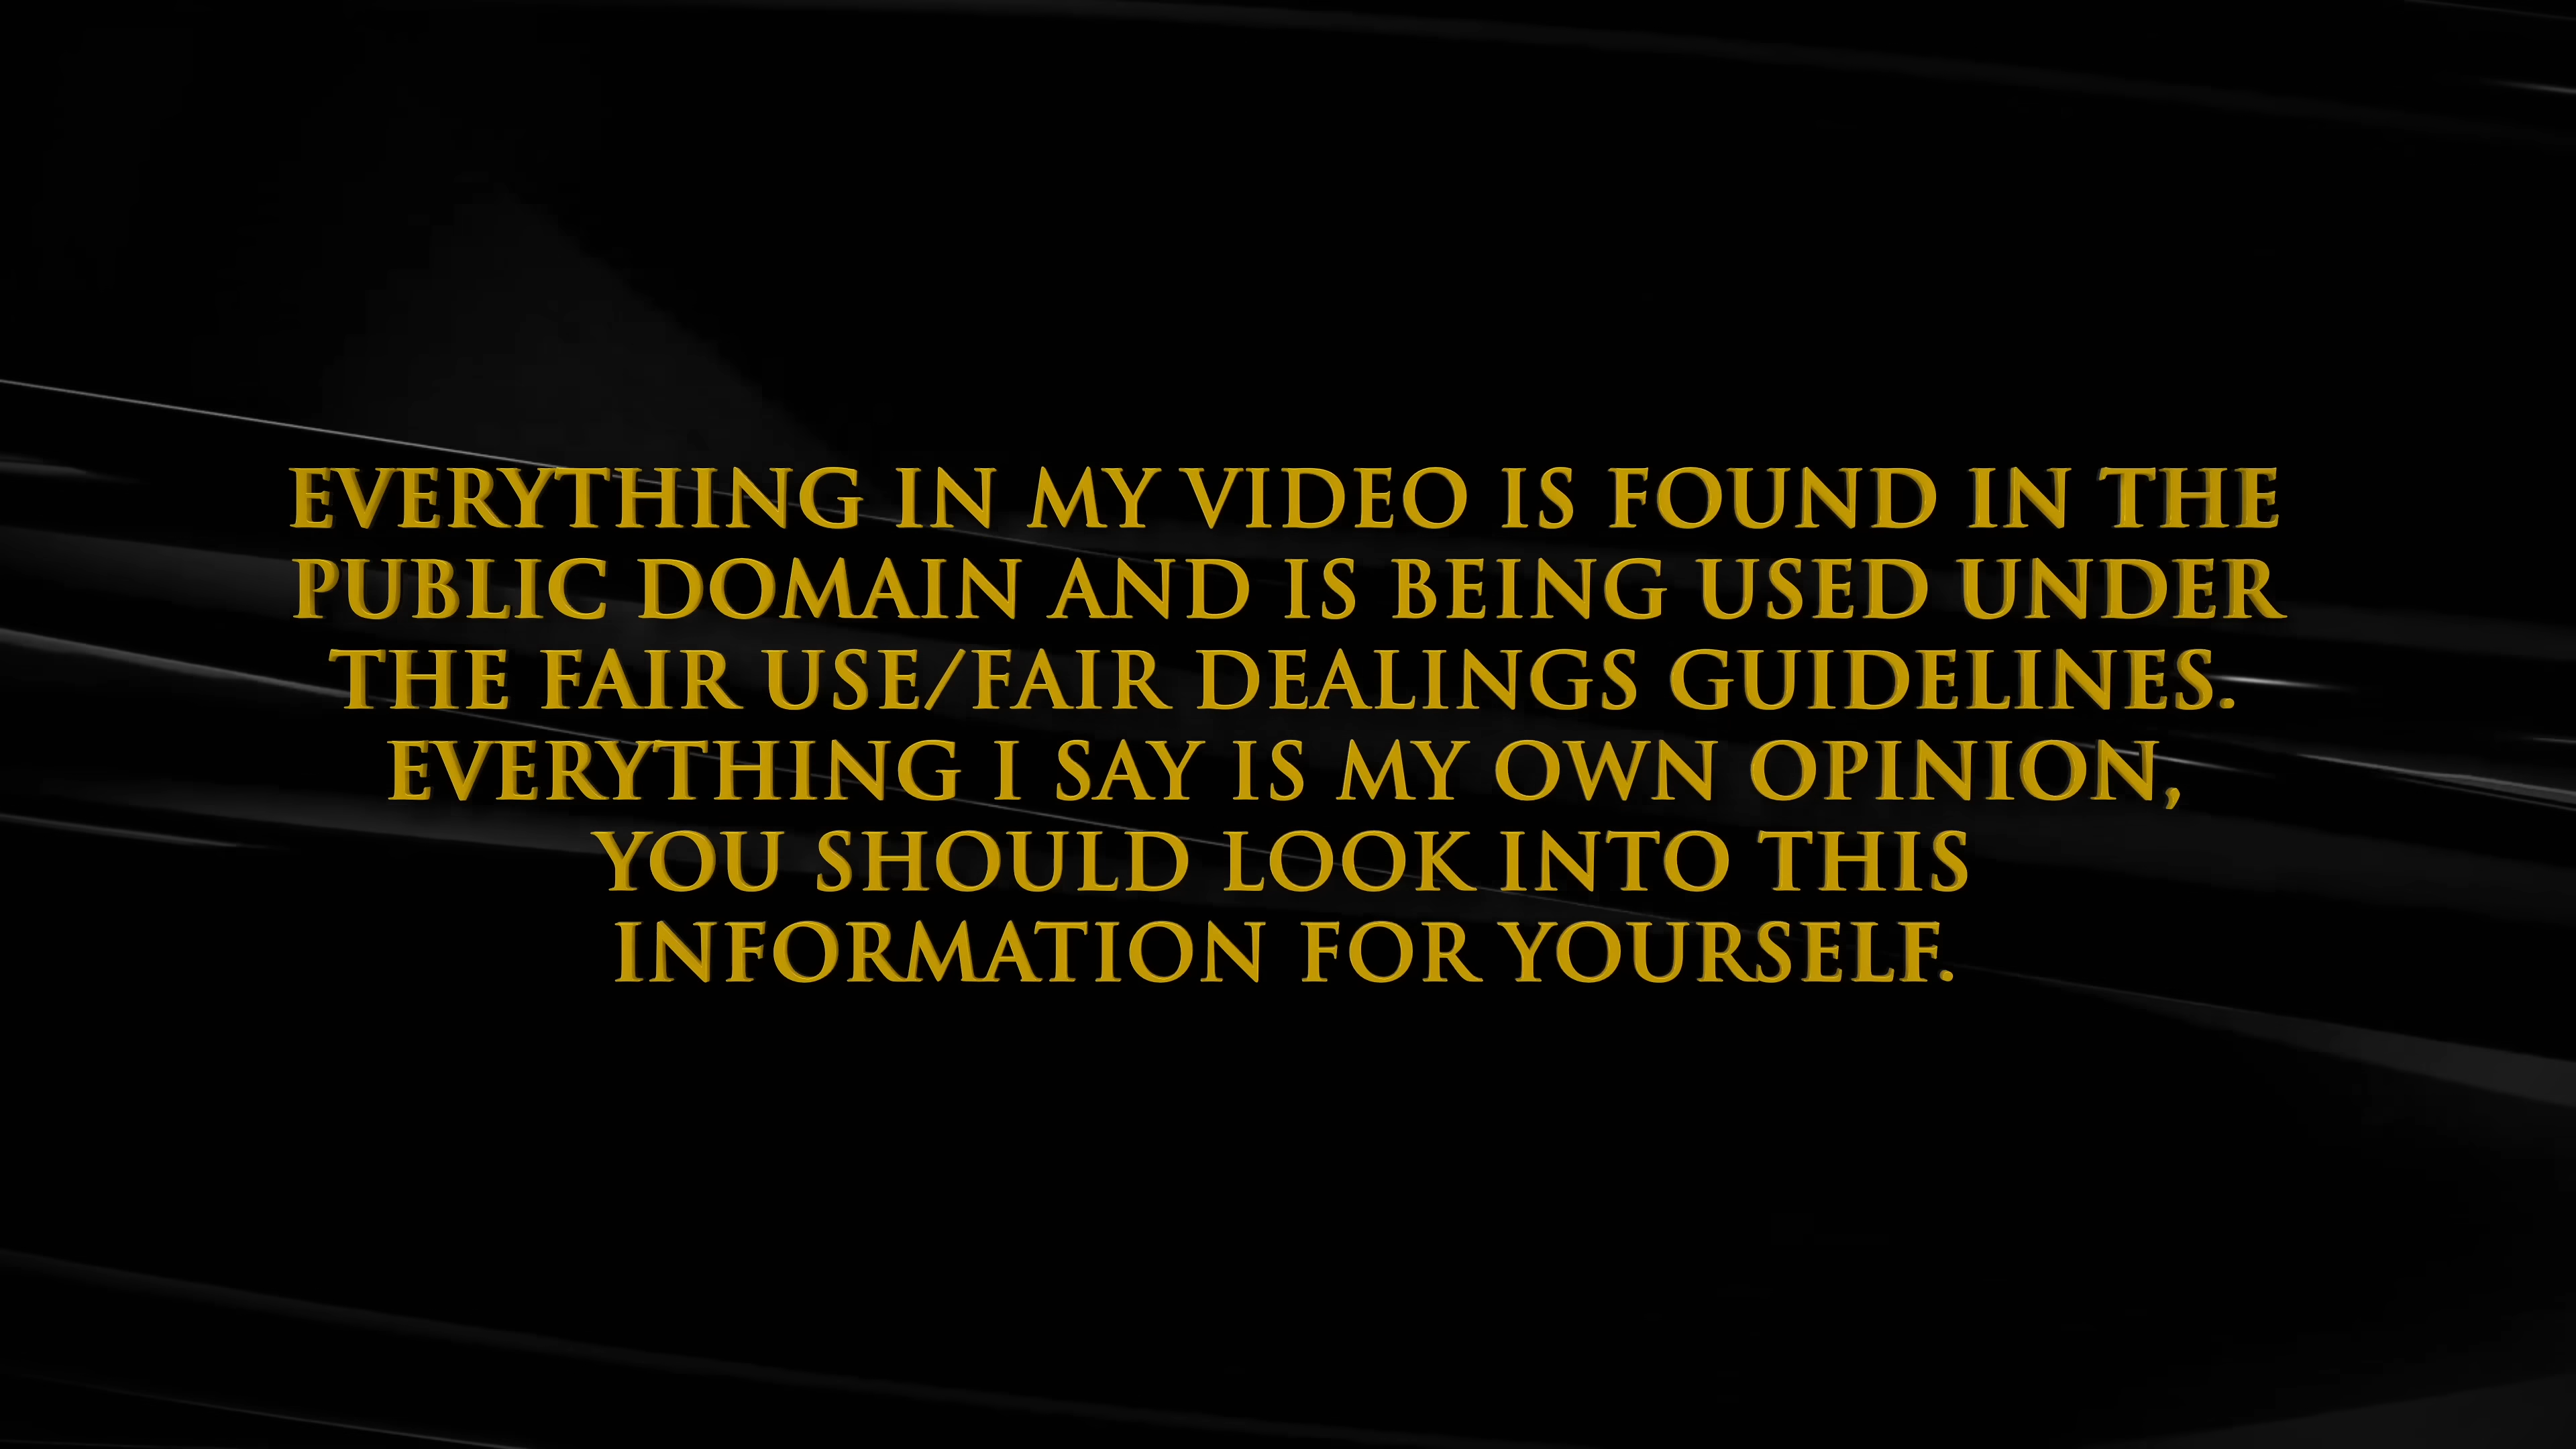 EVERYTHING IN MY VIDEO IS FOUND IN THE
PUBLIC DOMAIN AND IS BEING USED UNDER
THE FAIR USE/FAIR DEALINGS GUIDELINES.
EVERYTHING I SAY IS MY OWN OPINION,
YOU SHOULD LOOK INTO THIS
INFORMATION FOR YOURSELF.